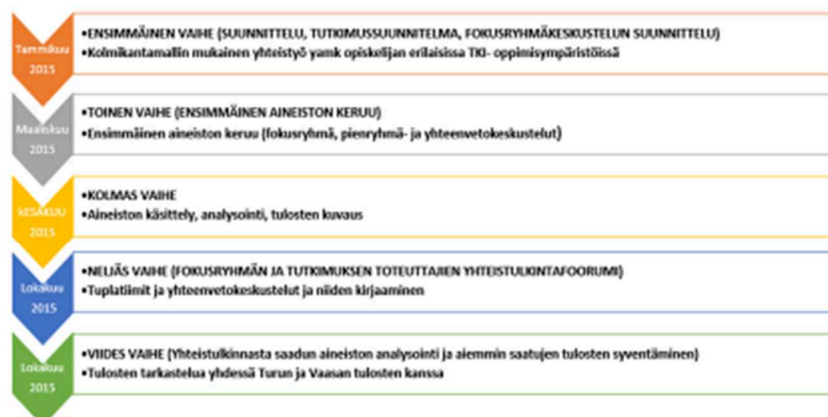 Tammikuu
2015
•ENSIMMÄINEN VAIHE (SUUNNITTELU, TUTKIMUSSUUNNITELMA, FOKUSRYHMÄKESKUSTELUN SUUNNITTELU)
•Kolmikantamallin mukainen yhteistyö yamk opiskelijan erilaisissa TKI- oppimisympäristöissä
Maaliskuu
2015
•TOINEN VAIHE (ENSIMMÄINEN AINEISTON KERUU)
•Ensimmäinen aineiston keruu (fokusryhmä, pienryhmä- ja yhteenvetokeskustelut)
kESÄKUU
2015
•KOLMAS VAIHE
•Aineiston käsittely, analysointi, tulosten kuvaus
Lokakuu
2015
•NELJÄS VAIHE (FOKUSRYHMÄN JA TUTKIMUKSEN TOTEUTTAJIEN YHTEISTULKINTAFOORUMI)
•Tuplatiimit ja yhteenvetokeskustelut ja niiden kirjaaminen
Lokakuu
2015
•VIIDES VAIHE (Yhteistulkinnasta saadun aineiston analysointi ja aiemmin saatujen tulosten syventäminen)
•Tulosten tarkastelua yhdessä Turun ja Vaasan tulosten kanssa